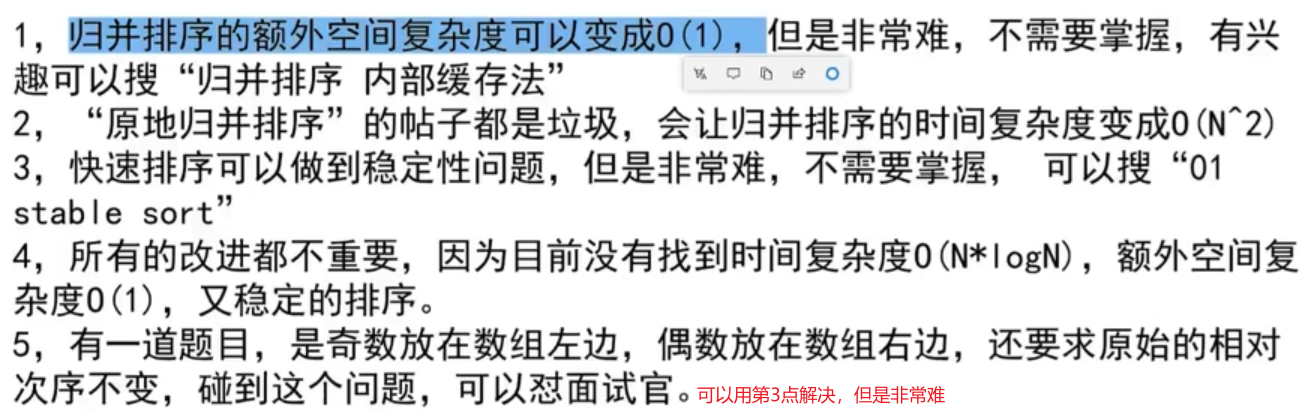 1，归并排序的额外空间复杂度可以变成O(1)，但是非常难，不需要掌握，有兴
趣可以搜“归并排序 内部缓存法”
2，“原地归并排序”的帖子都是垃圾，会让归并排序的时间复杂度变成O(N^2)
3，快速排序可以做到稳定性问题，但是非常难，不需要掌握， 可以搜“01
stable sort”
4，所有的改进都不重要，因为目前没有找到时间复杂度O(N*logN)，额外空间复
杂度O(1)，又稳定的排序。
5，有一道题目，是奇数放在数组左边，偶数放在数组右边，还要求原始的相对
次序不变，碰到这个问题，可以怼面试官。可以用第3点解决，但是非常难